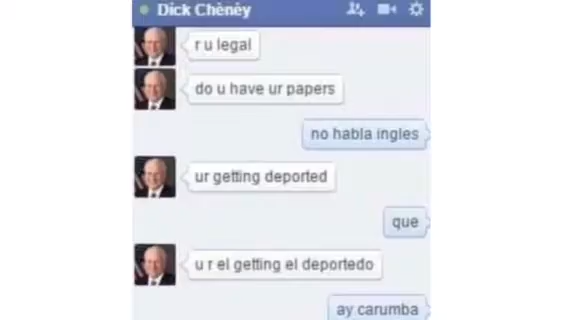 Dick Chènéy
r u legal
do u have ur papers
no habla ingles
ur getting deported
que
u r el getting el deportedo
ay carumba